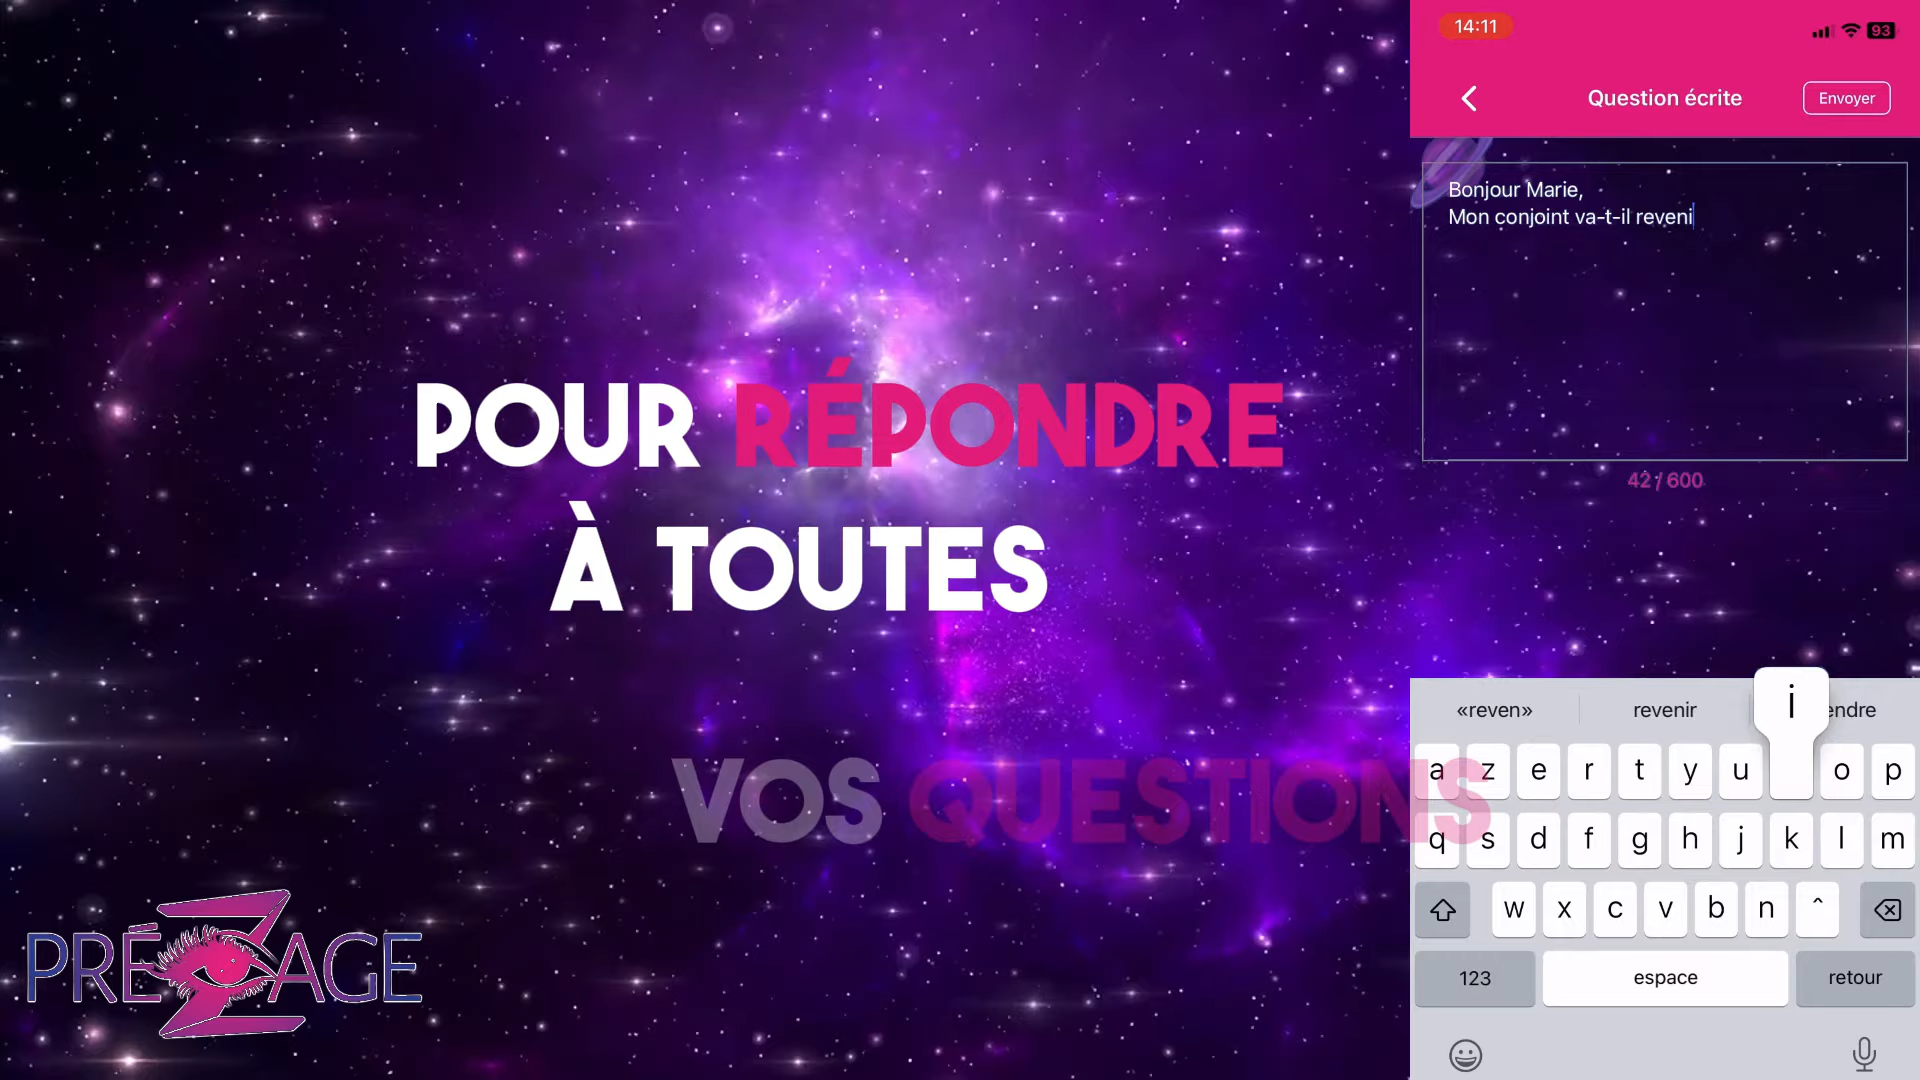 POUR RÉPONDRE
À TOUTES
VOS QUESTIONS
PRÉZAGE
14:11
93
Question écrite
Envoyer
Bonjour Marie,
Mon conjoint va-t-il reveni
42 / 600
«reven»
revenir
endre
i
a z e r t y u o p
q s d f g h j k l m
w x c v b n ^
123
espace
retour